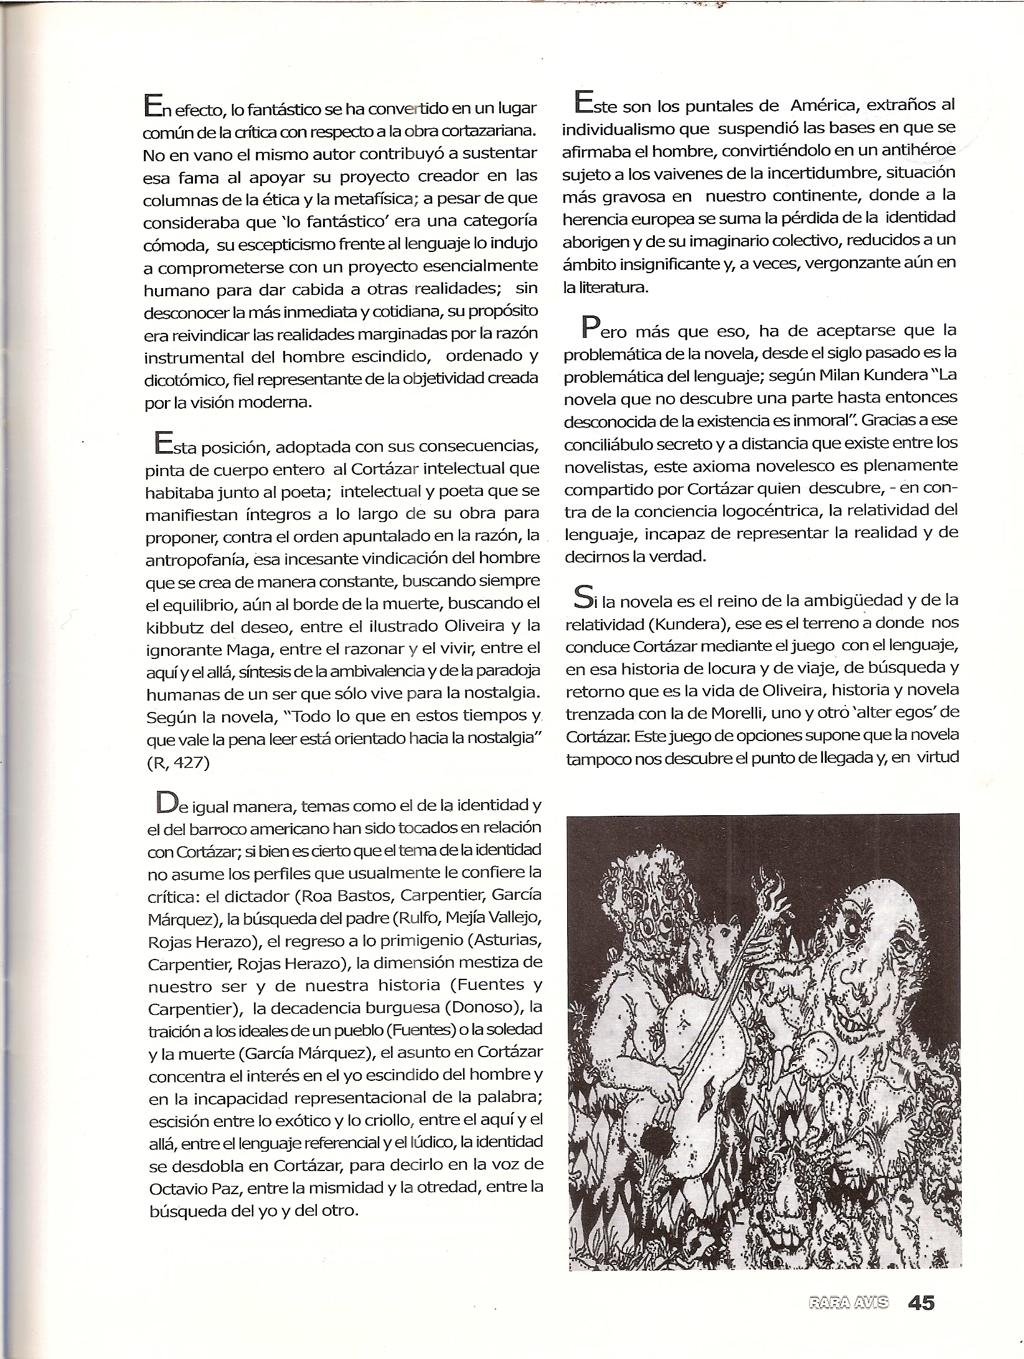 En efecto, lo fantástico se ha convertido en un lugar
común de la crítica con respecto a la obra cortazariana.
No en vano el mismo autor contribuyó a sustentar
esa fama al apoyar su proyecto creador en las
columnas de la ética y la metafísica; a pesar de que
consideraba que 'lo fantástico' era una categoría
cómoda, su escepticismo frente al lenguaje lo indujo
a comprometerse con un proyecto esencialmente
humano para dar cabida a otras realidades; sin
desconocer la más inmediata y cotidiana, su propósito
era reivindicar las realidades marginadas por la razón
instrumental del hombre escindido, ordenado y
dicotómico, fiel representante de la objetividad creada
por la visión moderna.
Esta posición, adoptada con sus consecuencias,
pinta de cuerpo entero al Cortázar intelectual que
habitaba junto al poeta; intelectual y poeta que se
manifiestan íntegros a lo largo de su obra para
proponer, contra el orden apuntalado en la razón, la
antropofanía, esa incesante vindicación del hombre
que se crea de manera constante, buscando siempre
el equilibrio, aún al borde de la muerte, buscando el
kibbutz del deseo, entre el ilustrado Oliveira y la
ignorante Maga, entre el razonar y el vivir, entre el
aquí y el allá, síntesis de la ambivalencia y de la paradoja
humanas de un ser que sólo vive para la nostalgia.
Según la novela, "Todo lo que en estos tiempos y
que vale la pena leer está orientado hacia la nostalgia"
(R, 427)
De igual manera, temas como el de la identidad y
el del barroco americano han sido tocados en relación
con Cortázar; si bien es cierto que el tema de la identidad
no asume los perfiles que usualmente le confiere la
crítica: el dictador (Roa Bastos, Carpentier, García
Márquez), la búsqueda del padre (Rulfo, Mejía Vallejo,
Rojas Herazo), el regreso a lo primigenio (Asturias,
Carpentier, Rojas Herazo), la dimensión mestiza de
nuestro ser y de nuestra historia (Fuentes y
Carpentier), la decadencia burguesa (Donoso), la
traición a los ideales de un pueblo (Fuentes) o la soledad
y la muerte (García Márquez), el asunto en Cortázar
concentra el interés en el yo escindido del hombre y
en la incapacidad representacional de la palabra;
escisión entre lo exótico y lo criollo, entre el aquí y el
allá, entre el lenguaje referencial y el lúdico, la identidad
se desdobla en Cortázar, para decirlo en la voz de
Octavio Paz, entre la mismidad y la otredad, entre la
búsqueda del yo y del otro.
Este son los puntales de América, extraños al
individualismo que suspendió las bases en que se
afirmaba el hombre, convirtiéndolo en un antihéroe
sujeto a los vaivenes de la incertidumbre, situación
más gravosa en nuestro continente, donde a la
herencia europea se suma la pérdida de la identidad
aborigen y de su imaginario colectivo, reducidos a un
ámbito insignificante y, a veces, vergonzante aún en
la literatura.
Pero más que eso, ha de aceptarse que la
problemática de la novela, desde el siglo pasado es la
problemática del lenguaje; según Milan Kundera "La
novela que no descubre una parte hasta entonces
desconocida de la existencia es inmoral". Gracias a ese
conciliábulo secreto y a distancia que existe entre los
novelistas, este axioma novelesco es plenamente
compartido por Cortázar quien descubre, - en con-
tra de la conciencia logocéntrica, la relatividad del
lenguaje, incapaz de representar la realidad y de
decirnos la verdad.
Si la novela es el reino de la ambigüedad y de la
relatividad (Kundera), ese es el terreno a donde nos
conduce Cortázar mediante el juego con el lenguaje,
en esa historia de locura y de viaje, de búsqueda y
retorno que es la vida de Oliveira, historia y novela
trenzada con la de Morelli, uno y otro 'alter egos' de
Cortázar. Este juego de opciones supone que la novela
tampoco nos descubre el punto de llegada y, en virtud
RARA AVIS 45